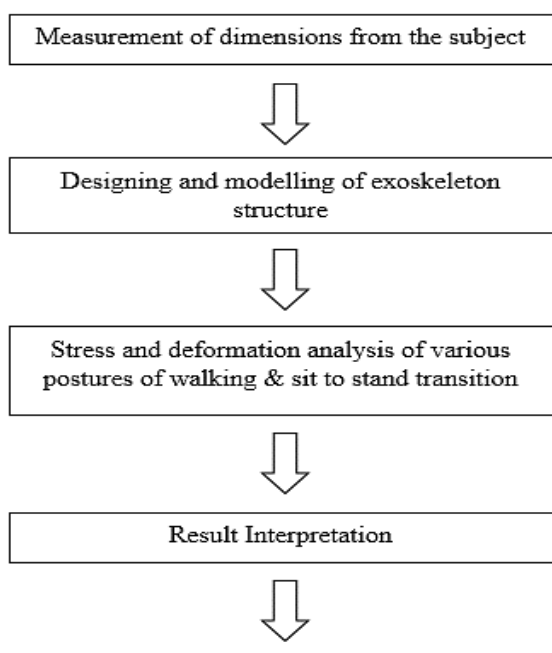 Measurement of dimensions from the subject
Designing and modelling of exoskeleton
structure
Stress and deformation analysis of various
postures of walking & sit to stand transition
Result Interpretation